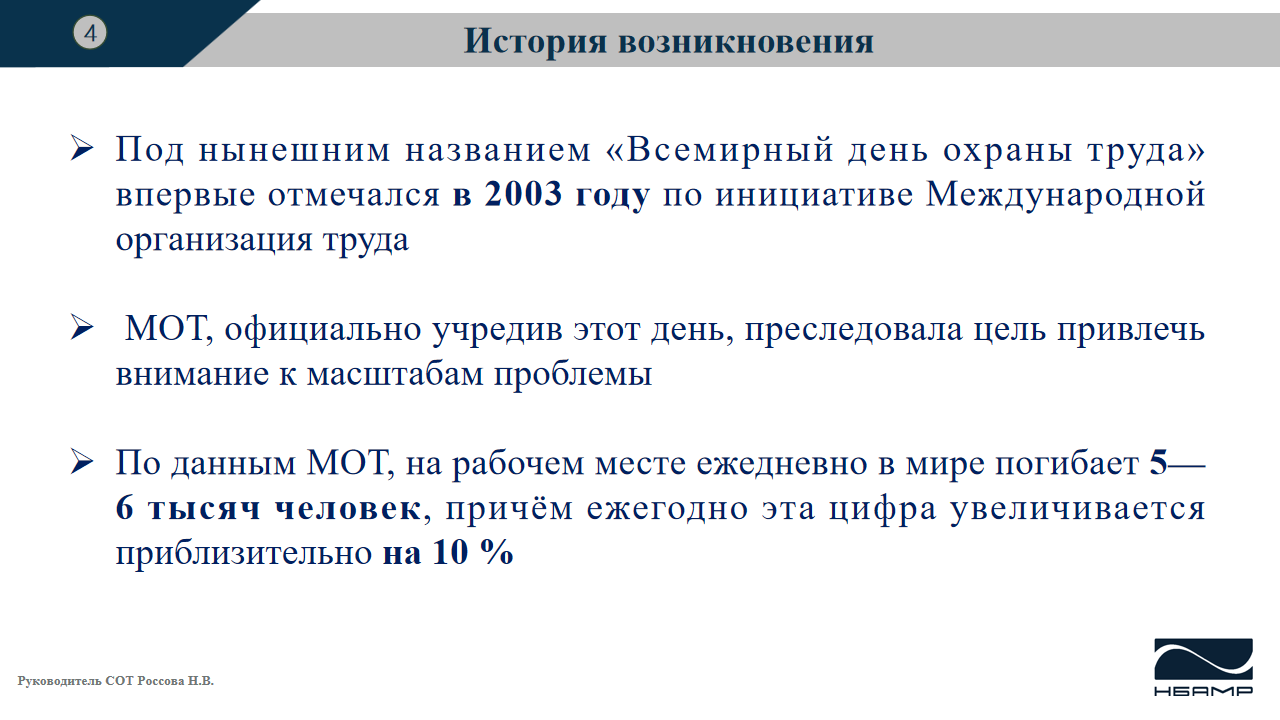 4
История возникновения
Под нынешним названием «Всемирный день охраны труда»
впервые отмечался в 2003 году по инициативе Международной
организация труда
МОТ, официально учредив этот день, преследовала цель привлечь
внимание к масштабам проблемы
По данным МОТ, на рабочем месте ежедневно в мире погибает 5—
6 тысяч человек, причём ежегодно эта цифра увеличивается
приблизительно на 10 %
Руководитель СОТ Россова Н.В.
НБАМР